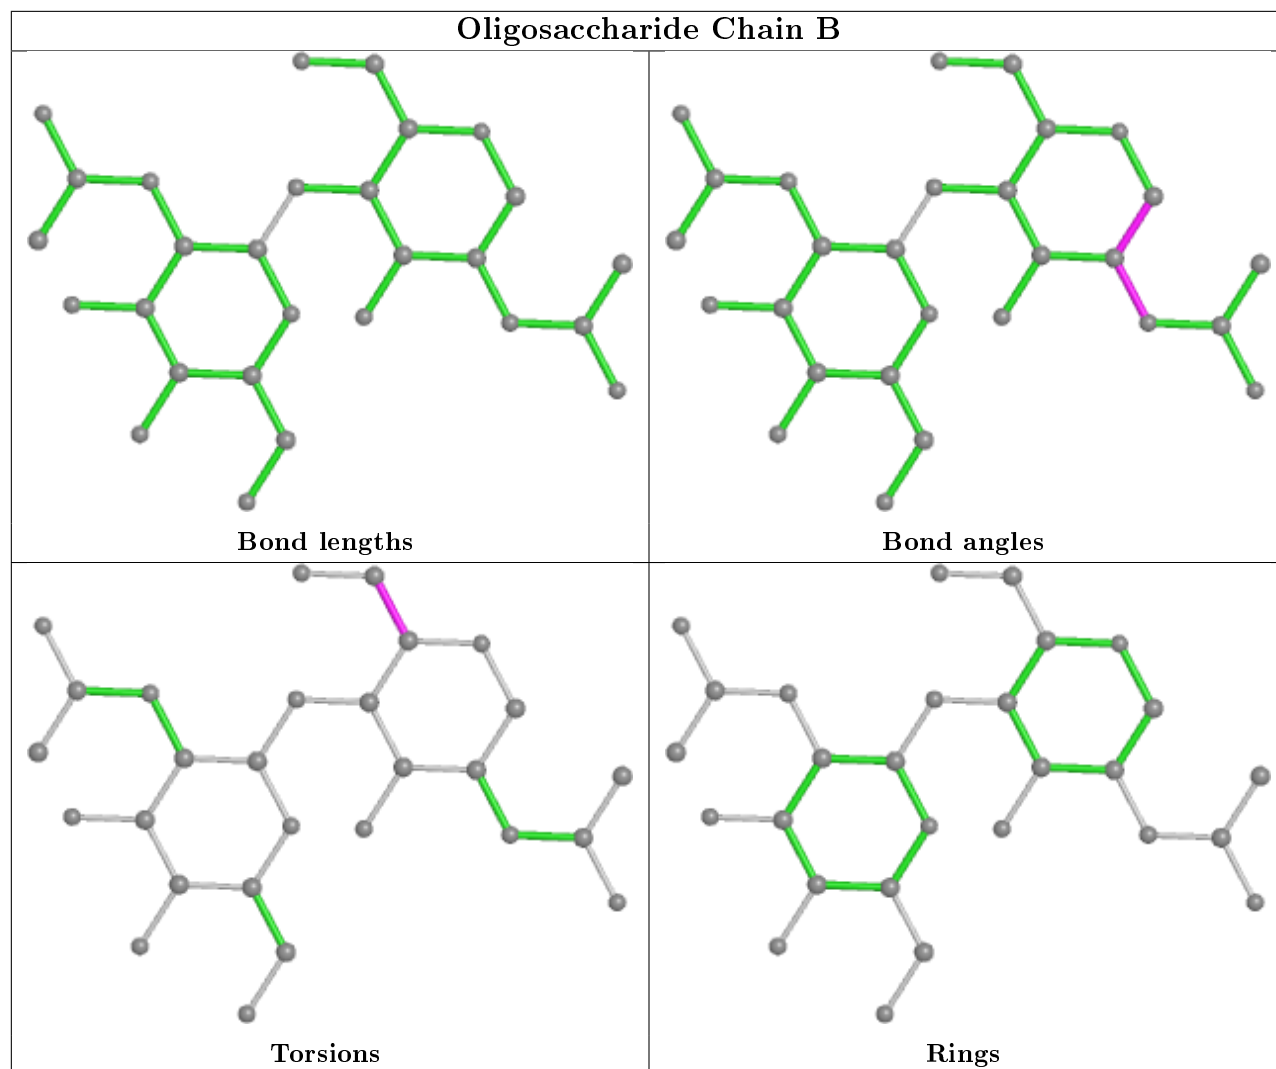 Oligosaccharide Chain B
Bond lengths
Bond angles
Torsions
Rings